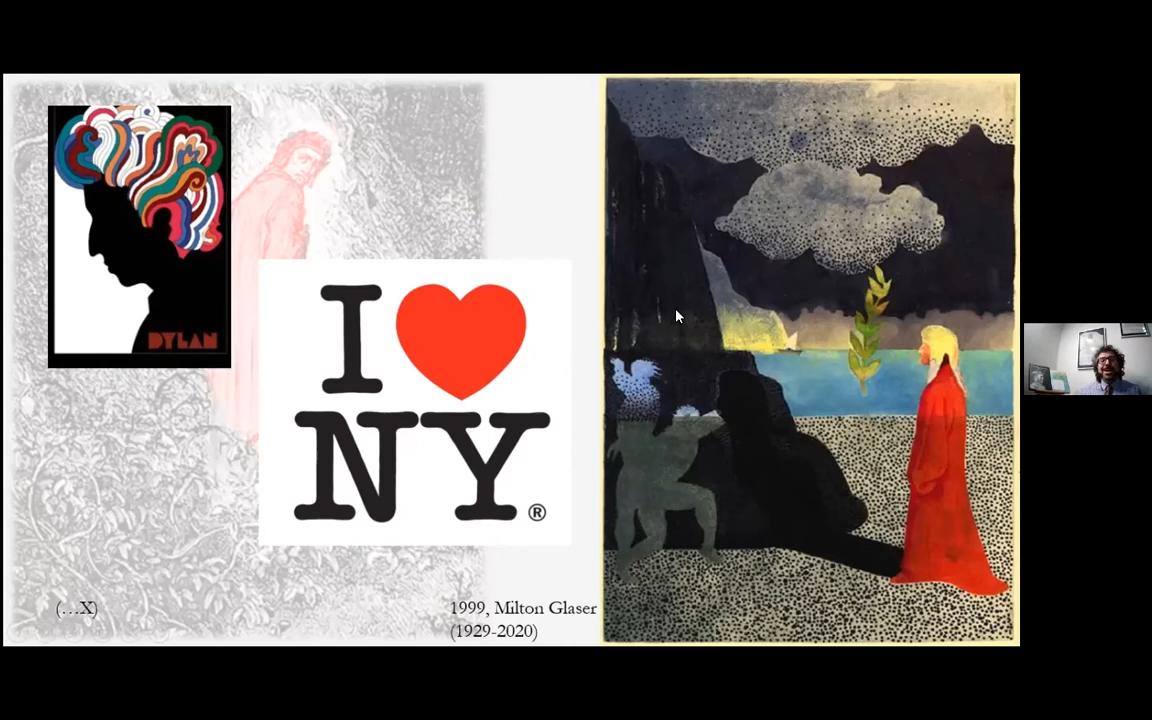 DYLAN
I
NY®
(…X)
1999, Milton Glaser
(1929-2020)